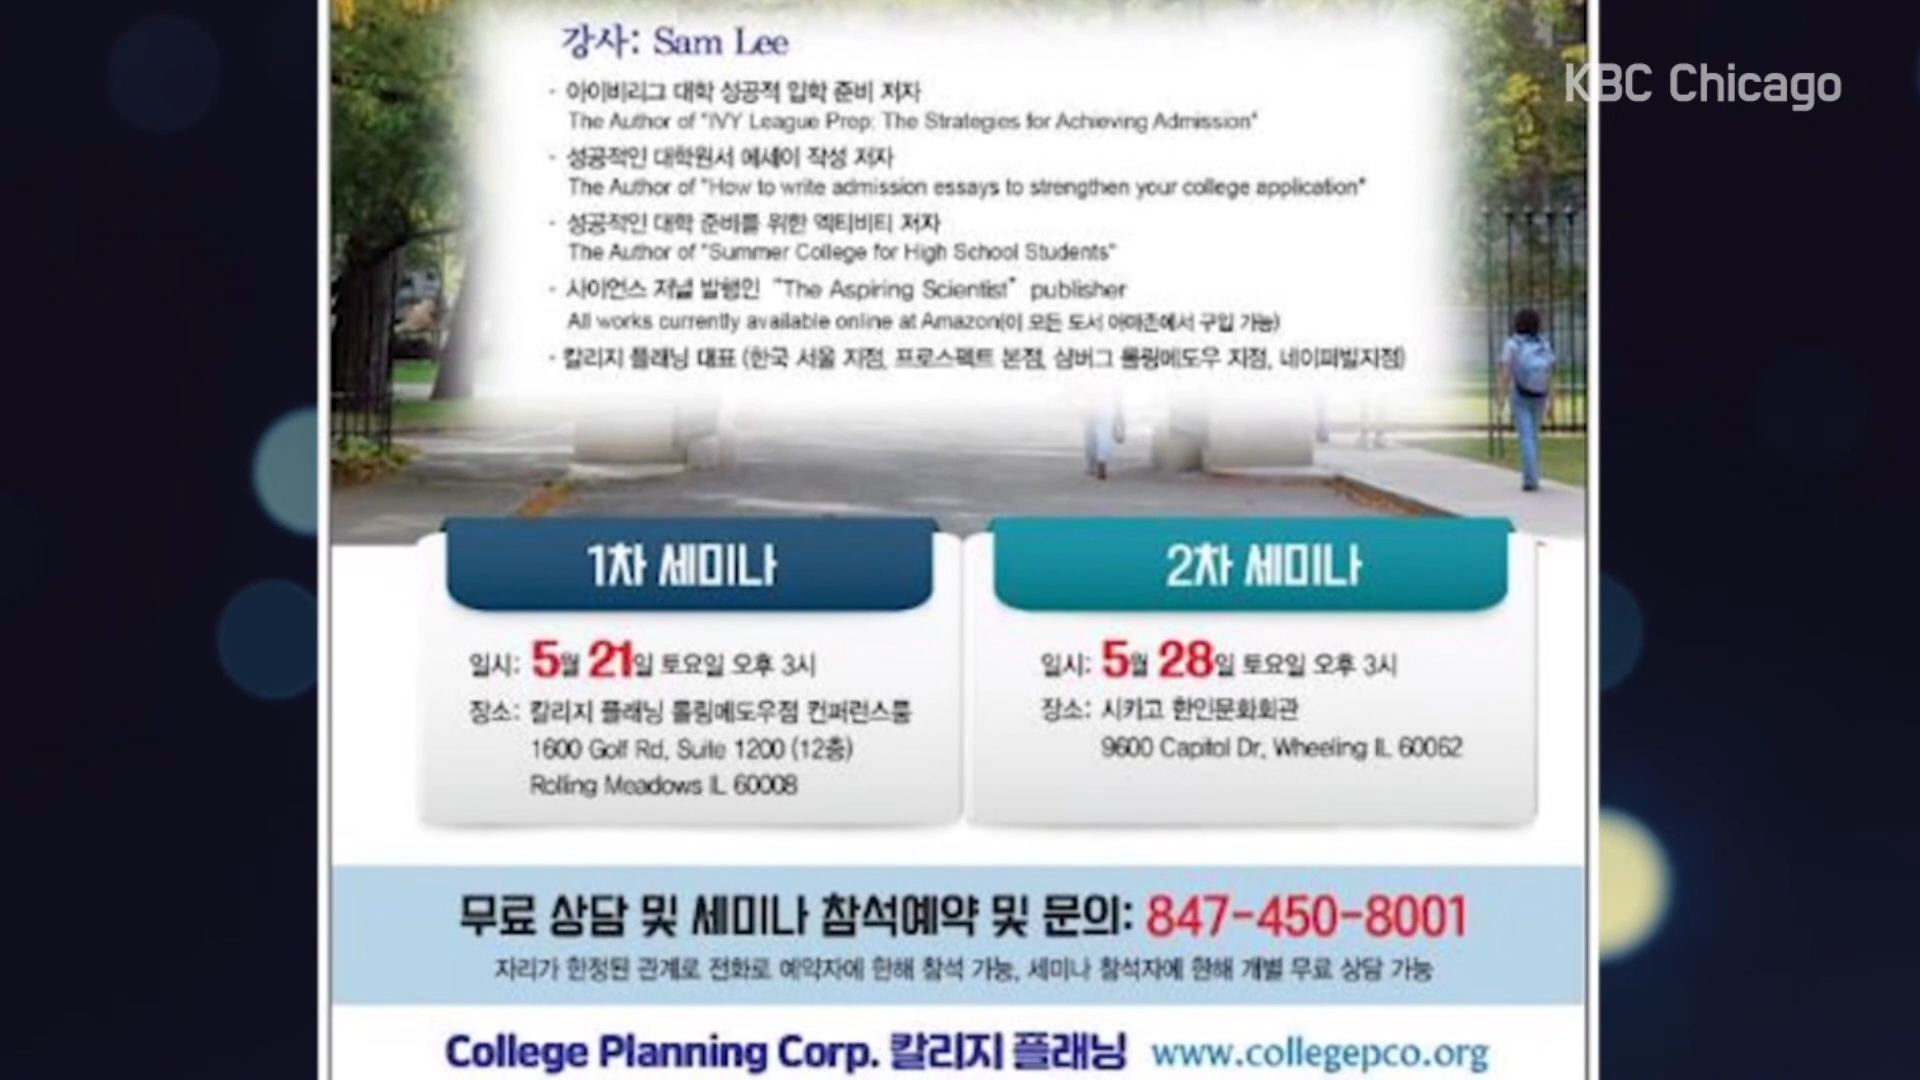 강사: Sam Lee
KBC Chicago
· 아이비리그 대학 성공적 입학 준비 저자
The Author of "IVY League Prep: The Strategies for Achieving Admission"
· 성공적인 대학원서 에세이 작성 저자
The Author of "How to write admission essays to strengthen your college application"
· 성공적인 대학 준비를 위한 엑티비티 저자
The Author of "Summer College for High School Students"
· 사이언스 저널 발행인 "The Aspiring Scientist" publisher
All works currently available online at Amazon(이 모든 도서 아마존에서 구입 가능)
· 칼리지 플래닝 대표 (한국 서울 지점, 프로스펙트 본점, 샴버그 롤링메도우 지점, 네이퍼빌지점)
1차 세미나
일시: 5월 21일 토요일 오후 3시
장소: 칼리지 플래닝 롤링메도우점 컨퍼런스룸
1600 Golf Rd, Suite 1200 (12층)
Rolling Meadows IL 60008
2차 세미나
일시: 5월 28일 토요일 오후 3시
장소: 시카고 한인문화회관
9600 Capitol Dr, Wheeling IL 60062
무료 상담 및 세미나 참석예약 및 문의: 847-450-8001
자리가 한정된 관계로 전화로 예약자에 한해 참석 가능, 세미나 참석자에 한해 개별 무료 상담 가능
College Planning Corp. 칼리지 플래닝 www.collegepco.org